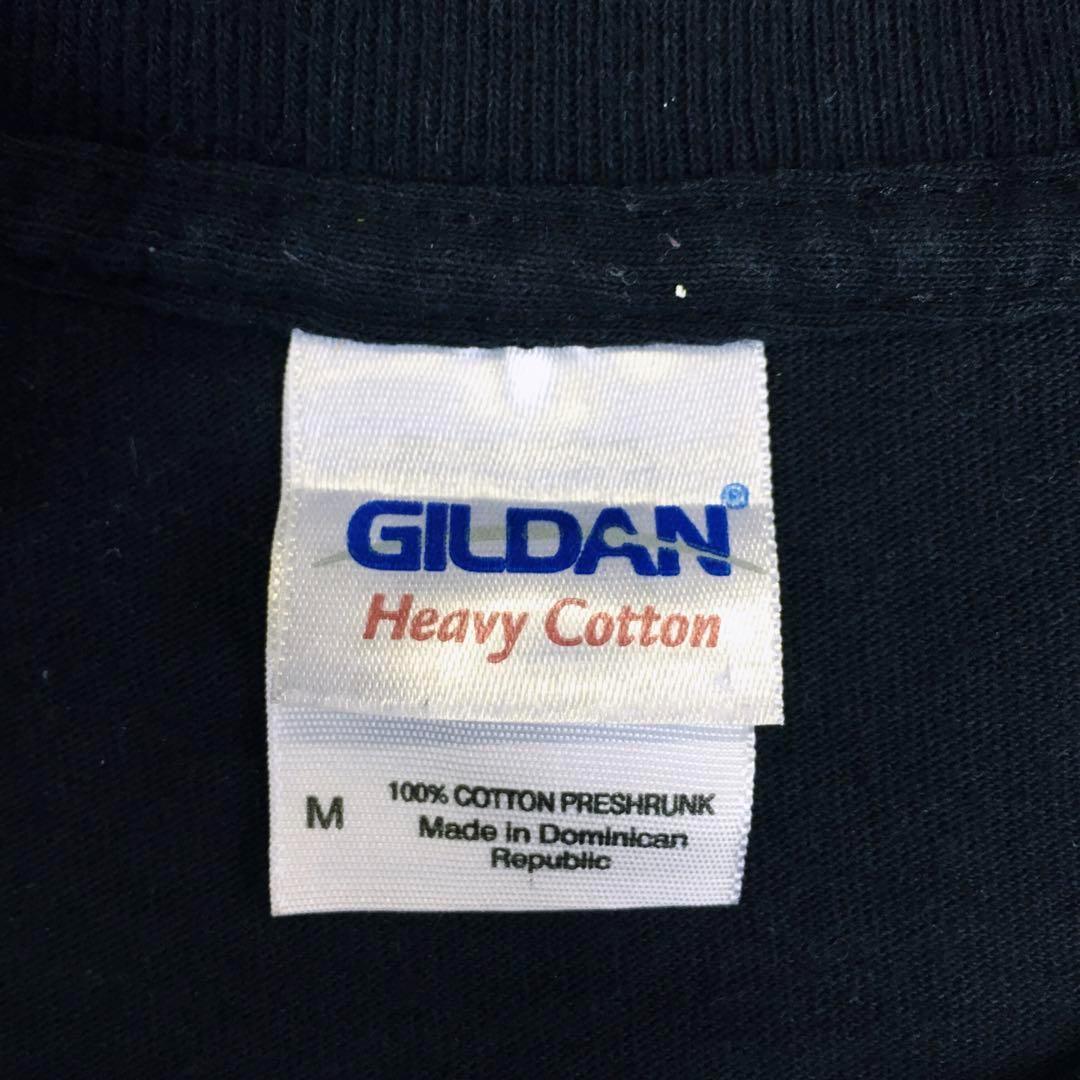 GILDAN®
Heavy Cotton
M
100% COTTON PRESHRUNK
Made in Dominican
Republic